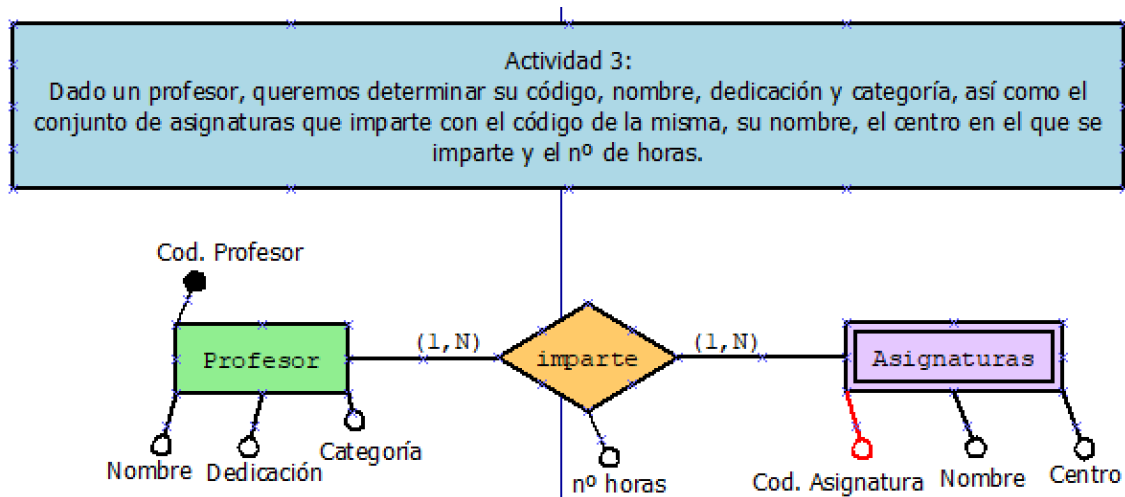 Actividad 3:
Dado un profesor, queremos determinar su código, nombre, dedicación y categoría, así como el
conjunto de asignaturas que imparte con el código de la misma, su nombre, el centro en el que se
imparte y el nº de horas.
Cod. Profesor
Profesor
(1,N)
imparte
(1,N)
Asignaturas
Nombre
Dedicación
Categoría
nº horas
Cod. Asignatura
Nombre
Centro